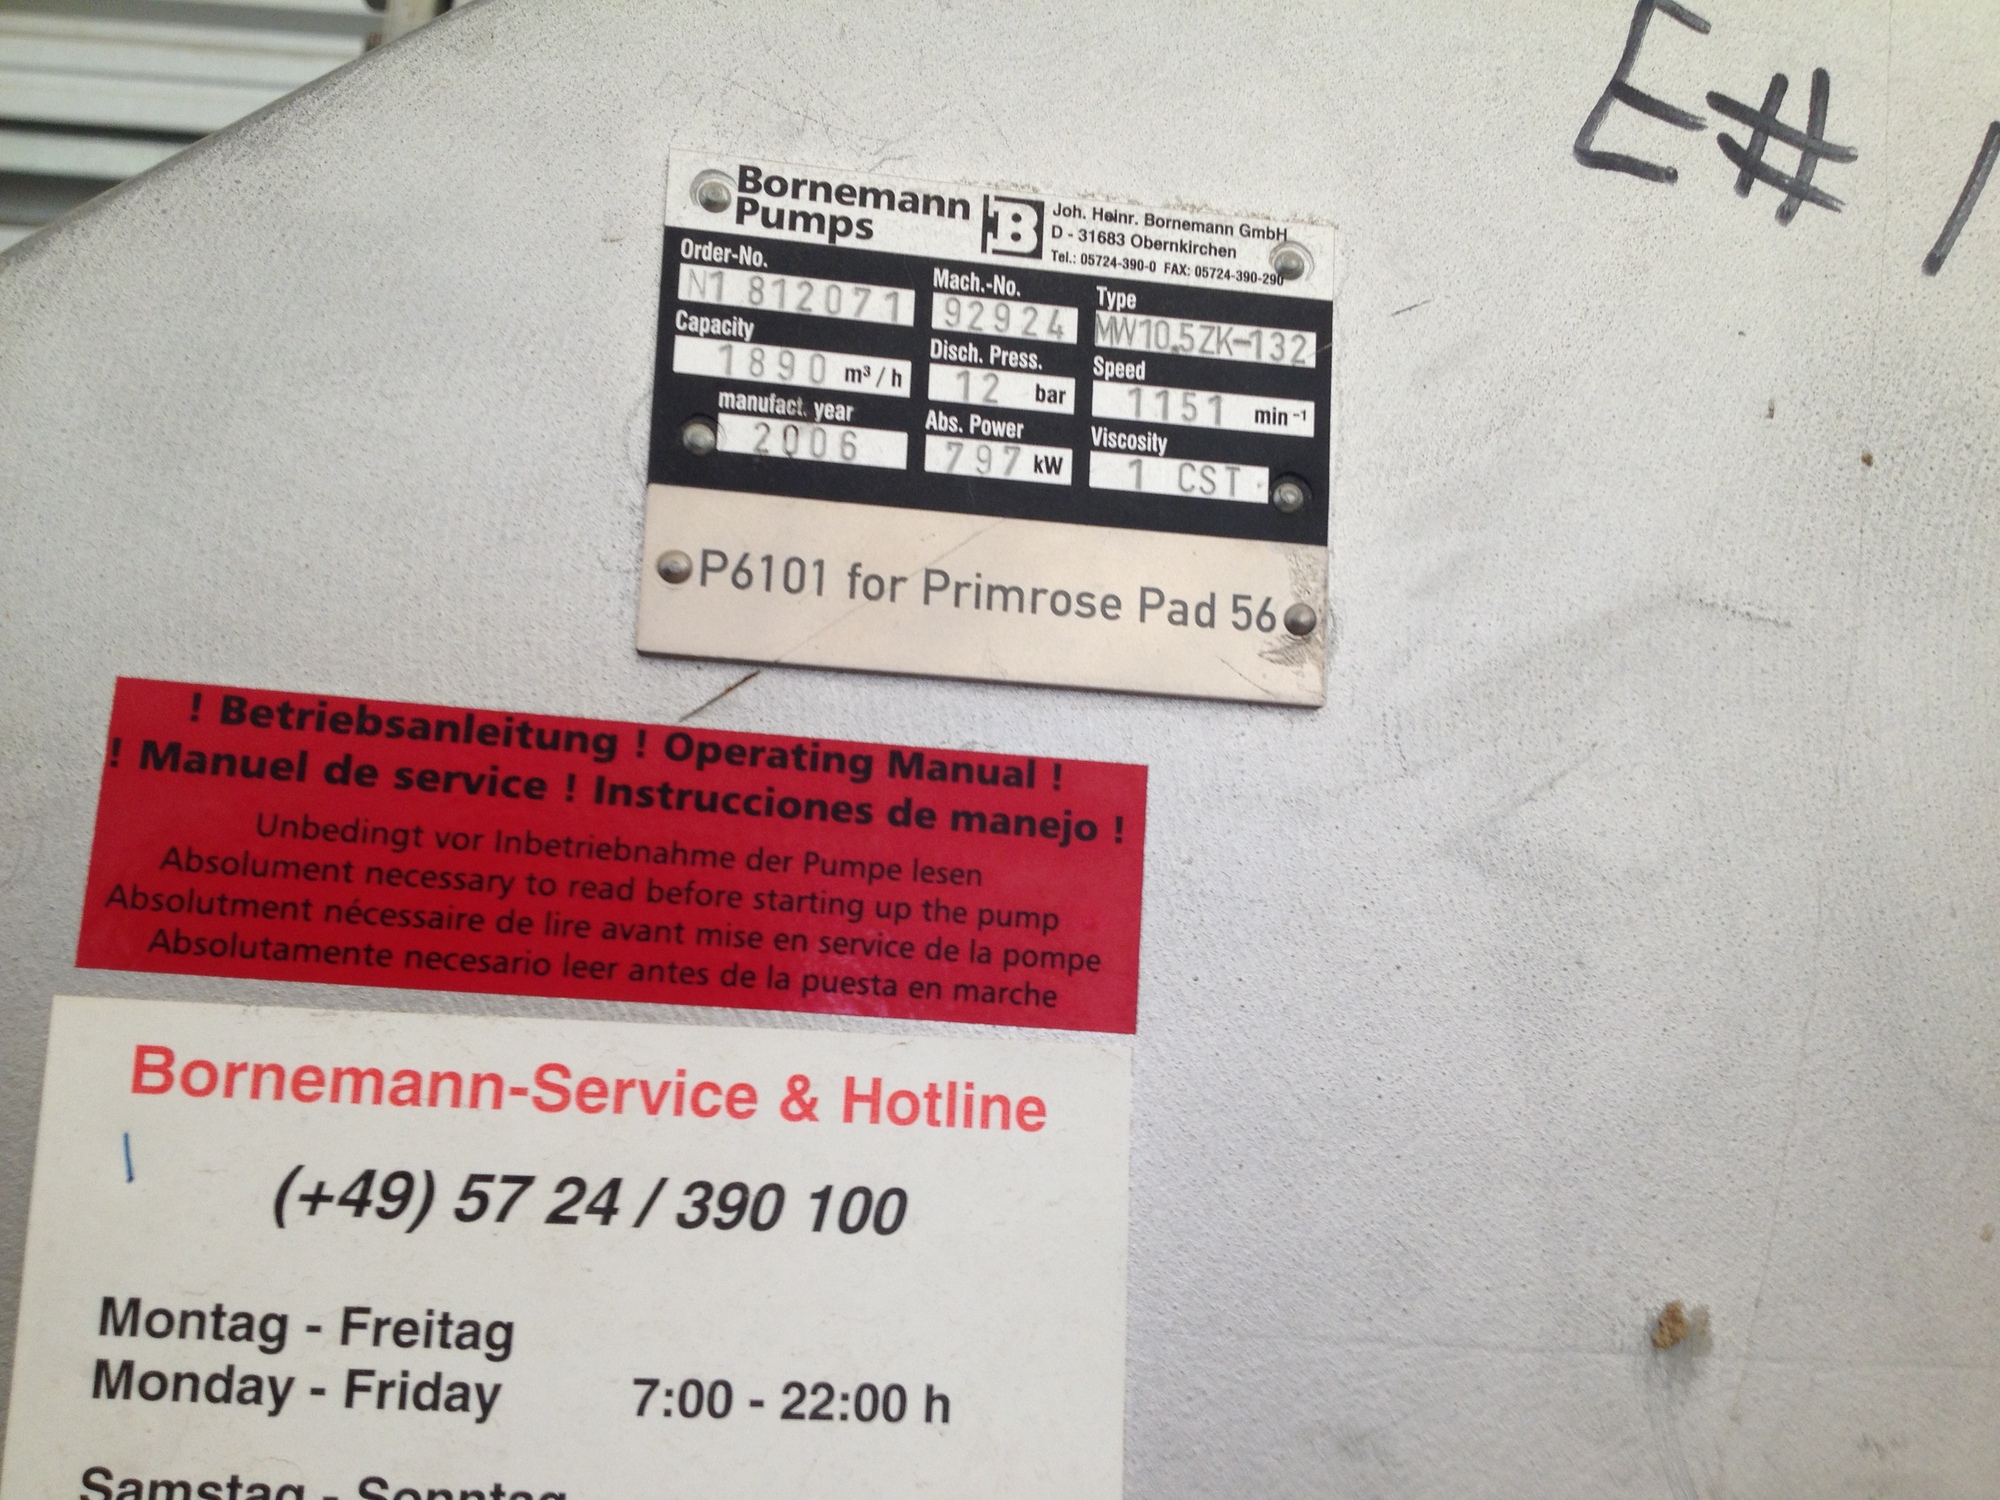 E# 1
Bornemann
Pumps
B
Joh. Heinr. Bornemann GmbH
D - 31683 Obernkirchen
Tel.: 05724-390-0 FAX: 05724-390-290
Order-No. Mach.-No. Type
N1 812071 92924 MW10.5ZK-132
Capacity Disch. Press. Speed
1890 m³/h 12 bar 1151 min⁻¹
manufact. year Abs. Power Viscosity
2006 797 kW 1 CST
P6101 for Primrose Pad 56
! Betriebsanleitung ! Operating Manual !
! Manuel de service ! Instrucciones de manejo !
Unbedingt vor Inbetriebnahme der Pumpe lesen
Absolument necessary to read before starting up the pump
Absolutment nécessaire de lire avant mise en service de la pompe
Absolutamente necesario leer antes de la puesta en marche
Bornemann-Service & Hotline
(+49) 57 24 / 390 100
Montag - Freitag
Monday - Friday 7:00 - 22:00 h
Samstag - Sonntag